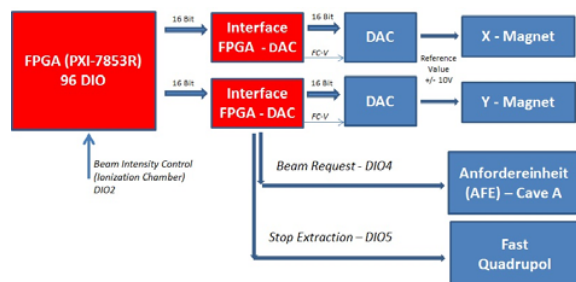 FPGA (PXI-7853R)
96 DIO
16 Bit
Interface
FPGA - DAC
16 Bit
FC-V
DAC
X - Magnet
Reference
Value
+/- 10V
16 Bit
Interface
FPGA - DAC
16 Bit
FC-V
DAC
Y - Magnet
Beam Intensity Control
(Ionization Chamber)
DIO2
Beam Request - DIO4
Anfordereinheit
(AFE) – Cave A
Stop Extraction – DIO5
Fast
Quadrupol